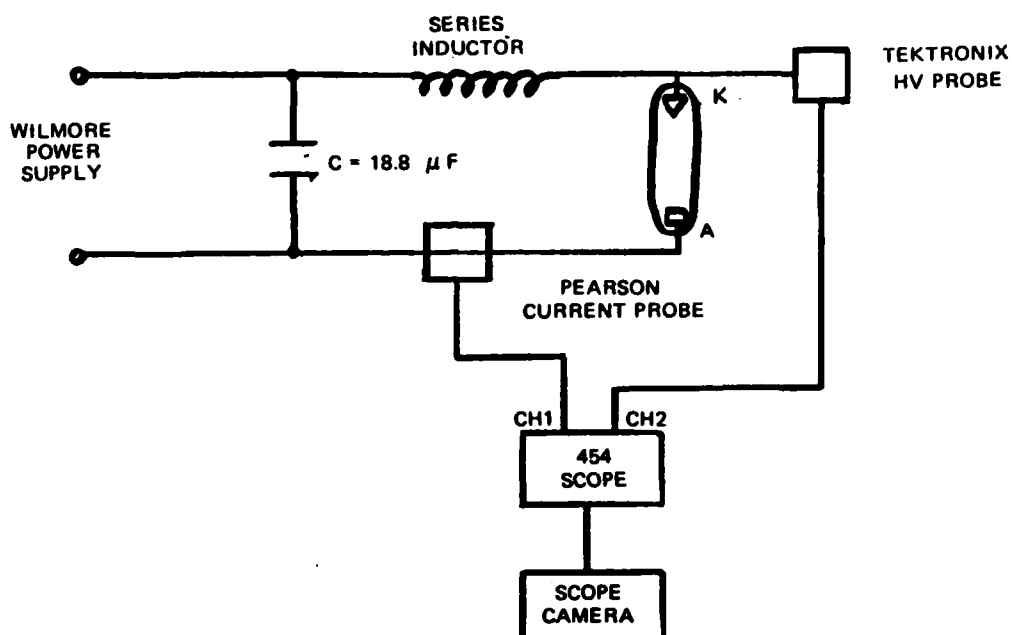 SERIES
INDUCTOR
TEKTRONIX
HV PROBE
K
WILMORE
POWER
SUPPLY
C = 18.8 μF
A
PEARSON
CURRENT PROBE
CH1
CH2
454
SCOPE
SCOPE
CAMERA